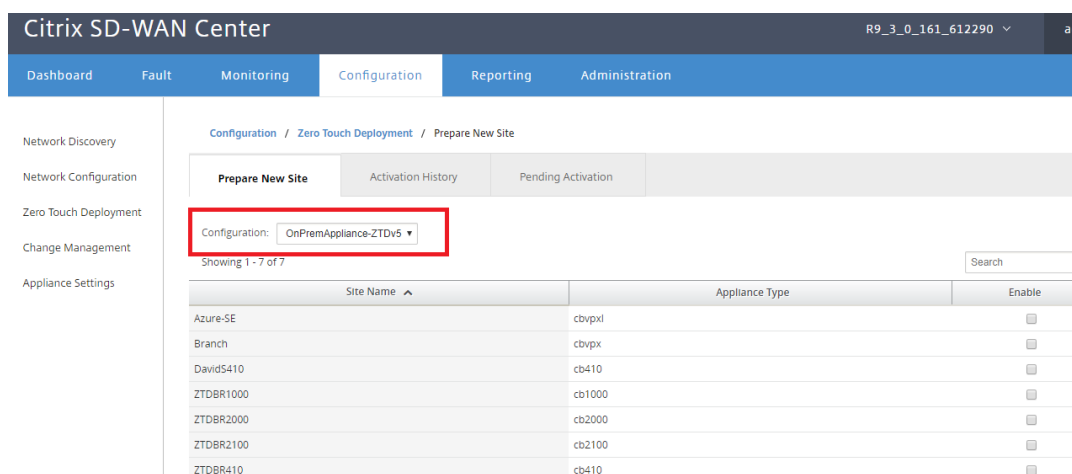 Citrix SD-WAN Center R9_3_0_161_612290 a
Dashboard Fault Monitoring Configuration Reporting Administration
Configuration / Zero Touch Deployment / Prepare New Site
Network Discovery
Network Configuration
Zero Touch Deployment
Change Management
Appliance Settings
Prepare New Site Activation History Pending Activation
Configuration: OnPremAppliance-ZTDv5
Showing 1 - 7 of 7 Search
Site Name Appliance Type Enable
Azure-SE cbvpxl
Branch cbvpx
DavidS410 cb410
ZTDBR1000 cb1000
ZTDBR2000 cb2000
ZTDBR2100 cb2100
ZTDBR410 cb410